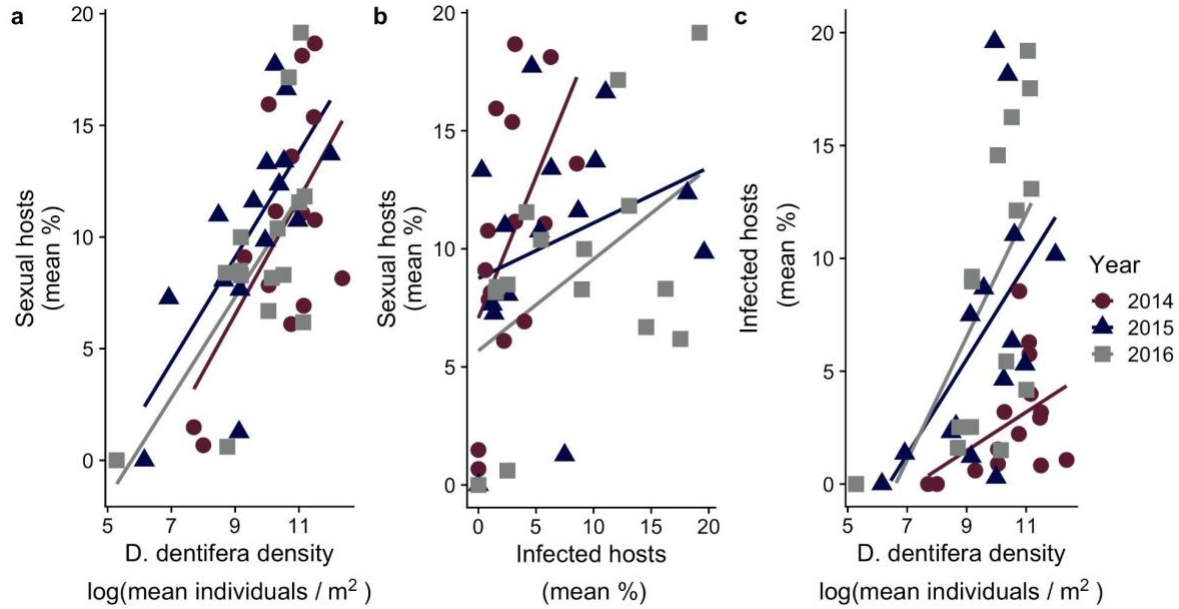 a
20
15
10
5
0
Sexual hosts
(mean %)
5 7 9 11
D. dentifera density
log(mean individuals / m²)
b
20
15
10
5
0
Sexual hosts
(mean %)
0 5 10 15 20
Infected hosts
(mean %)
c
20
15
10
5
0
Infected hosts
(mean %)
5 7 9 11
D. dentifera density
log(mean individuals / m²)
Year
2014
2015
2016